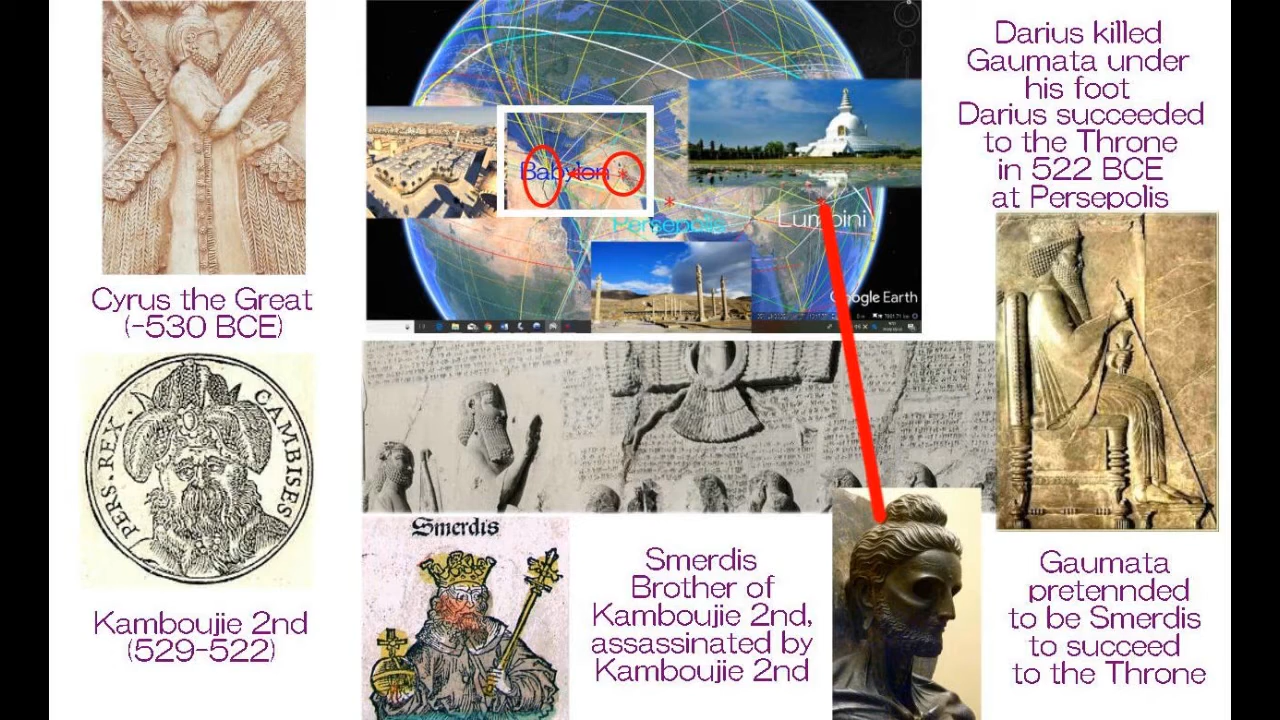 Cyrus the Great
(-530 BCE)
PERS. REX. CAMBISES
Kamboujie 2nd
(529-522)
Babylon
Persepolis
Lumbini
Google Earth
Smerdis
Smerdis
Brother of
Kamboujie 2nd,
assassinated by
Kamboujie 2nd
Darius killed
Gaumata under
his foot
Darius succeeded
to the Throne
in 522 BCE
at Persepolis
Gaumata
pretennded
to be Smerdis
to succeed
to the Throne